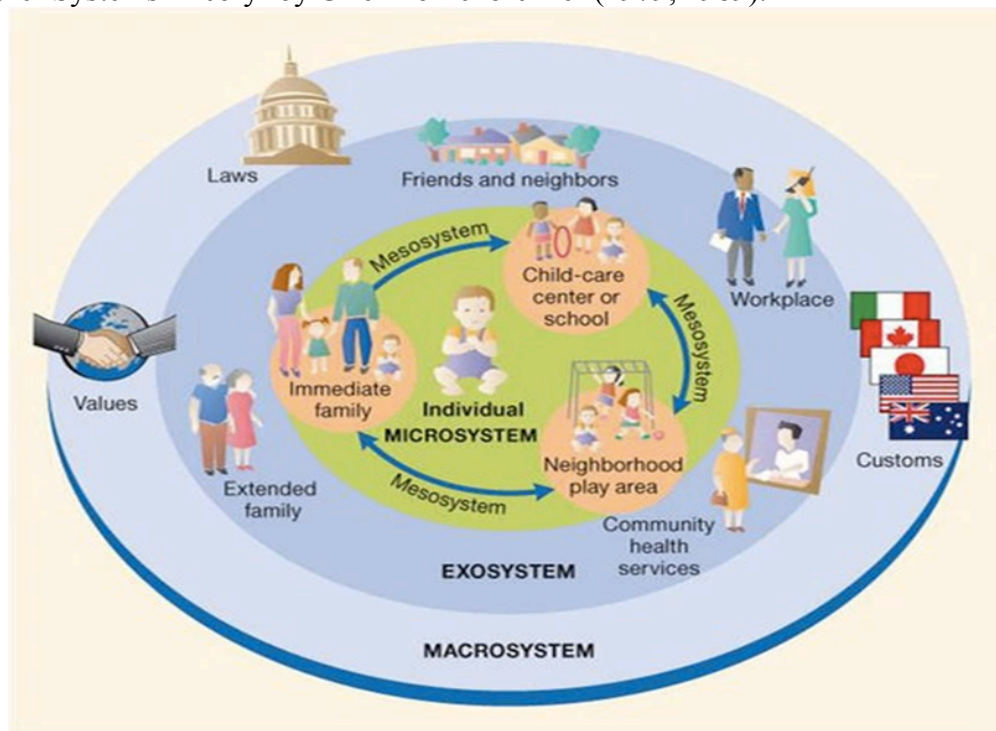 Laws
Friends and neighbors
Mesosystem
Child-care
center or
school
Workplace
Mesosystem
Values
Immediate
family
Individual
MICROSYSTEM
Neighborhood
play area
Customs
Extended
family
Mesosystem
Community
health
services
EXOSYSTEM
MACROSYSTEM